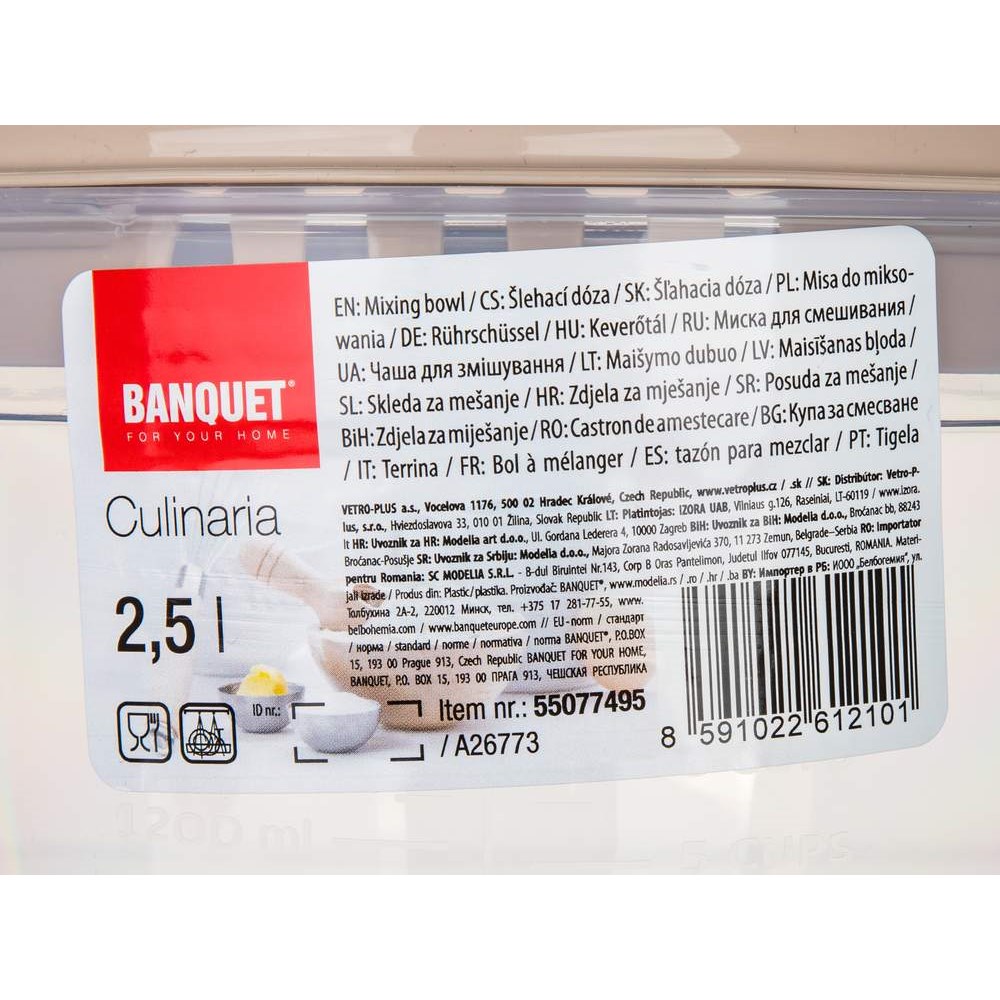 BANQUET®
FOR YOUR HOME
Culinaria
2,5 l
EN: Mixing bowl / CS: Šlehací dóza / SK: Šľahacia dóza / PL: Misa do mikso-
wania / DE: Rührschüssel / HU: Keverőtál / RU: Миска для смешивания /
UA: Чаша для змішування / LT: Maišymo dubuo / LV: Maisīšanas bļoda /
SL: Skleda za mešanje / HR: Zdjela za mješanje / SR: Posuda za mešanje /
BiH: Zdjela za miješanje / RO: Castron de amestecare / BG: Купа за смесване
/ IT: Terrina / FR: Bol à mélanger / ES: tazón para mezclar / PT: Tigela
VETRO-PLUS a.s., Vocelova 1176, 500 02 Hradec Králové, Czech Republic, www.vetroplus.cz / .sk // SK: Distribútor: Vetro-P-
lus, s.r.o., Hviezdoslavova 33, 010 01 Žilina, Slovak Republic LT: Platintojas: IZORA UAB, Vilniaus g.126, Raseiniai, LT-60119 / www.izora.
lt HR: Uvoznik za HR: Modelia art d.o.o., Ul. Gordana Lederera 4, 10000 Zagreb BiH: Uvoznik za BiH: Modelia d.o.o., Broćanac bb, 88243
Broćanac-Posušje SR: Uvoznik za Srbiju: Modelia d.o.o., Majora Zorana Radosavljevića 370, 11 273 Zemun, Belgrade–Serbia RO: Importator
pentru Romania: SC MODELIA S.R.L. - B-dul Biruintei Nr.143, Corp B Oras Pantelimon, Judetul Ilfov 077145, Bucuresti, ROMANIA. Materi-
jali izrade / Produs din: Plastic/plastika. Proizvođač: BANQUET®, www.modelia.rs / .ro / .hr / .ba BY: Импортер в РБ: ИООО „Белбогемия", ул.
Толбухина 2А-2, 220012 Минск, тел. +375 17 281-77-55, www.
belbohemia.com / www.banqueteurope.com // EU-norm / стандарт
/ норма / standard / norme / normativa / norma BANQUET®, P.O.BOX
15, 193 00 Prague 913, Czech Republic BANQUET FOR YOUR HOME,
BANQUET, P.O. BOX 15, 193 00 ПРАГА 913, ЧЕШСКАЯ РЕСПУБЛИКА
ID nr.:
Item nr.: 55077495
/ A26773
8 591022 612101
1200 ml
5 CUPS